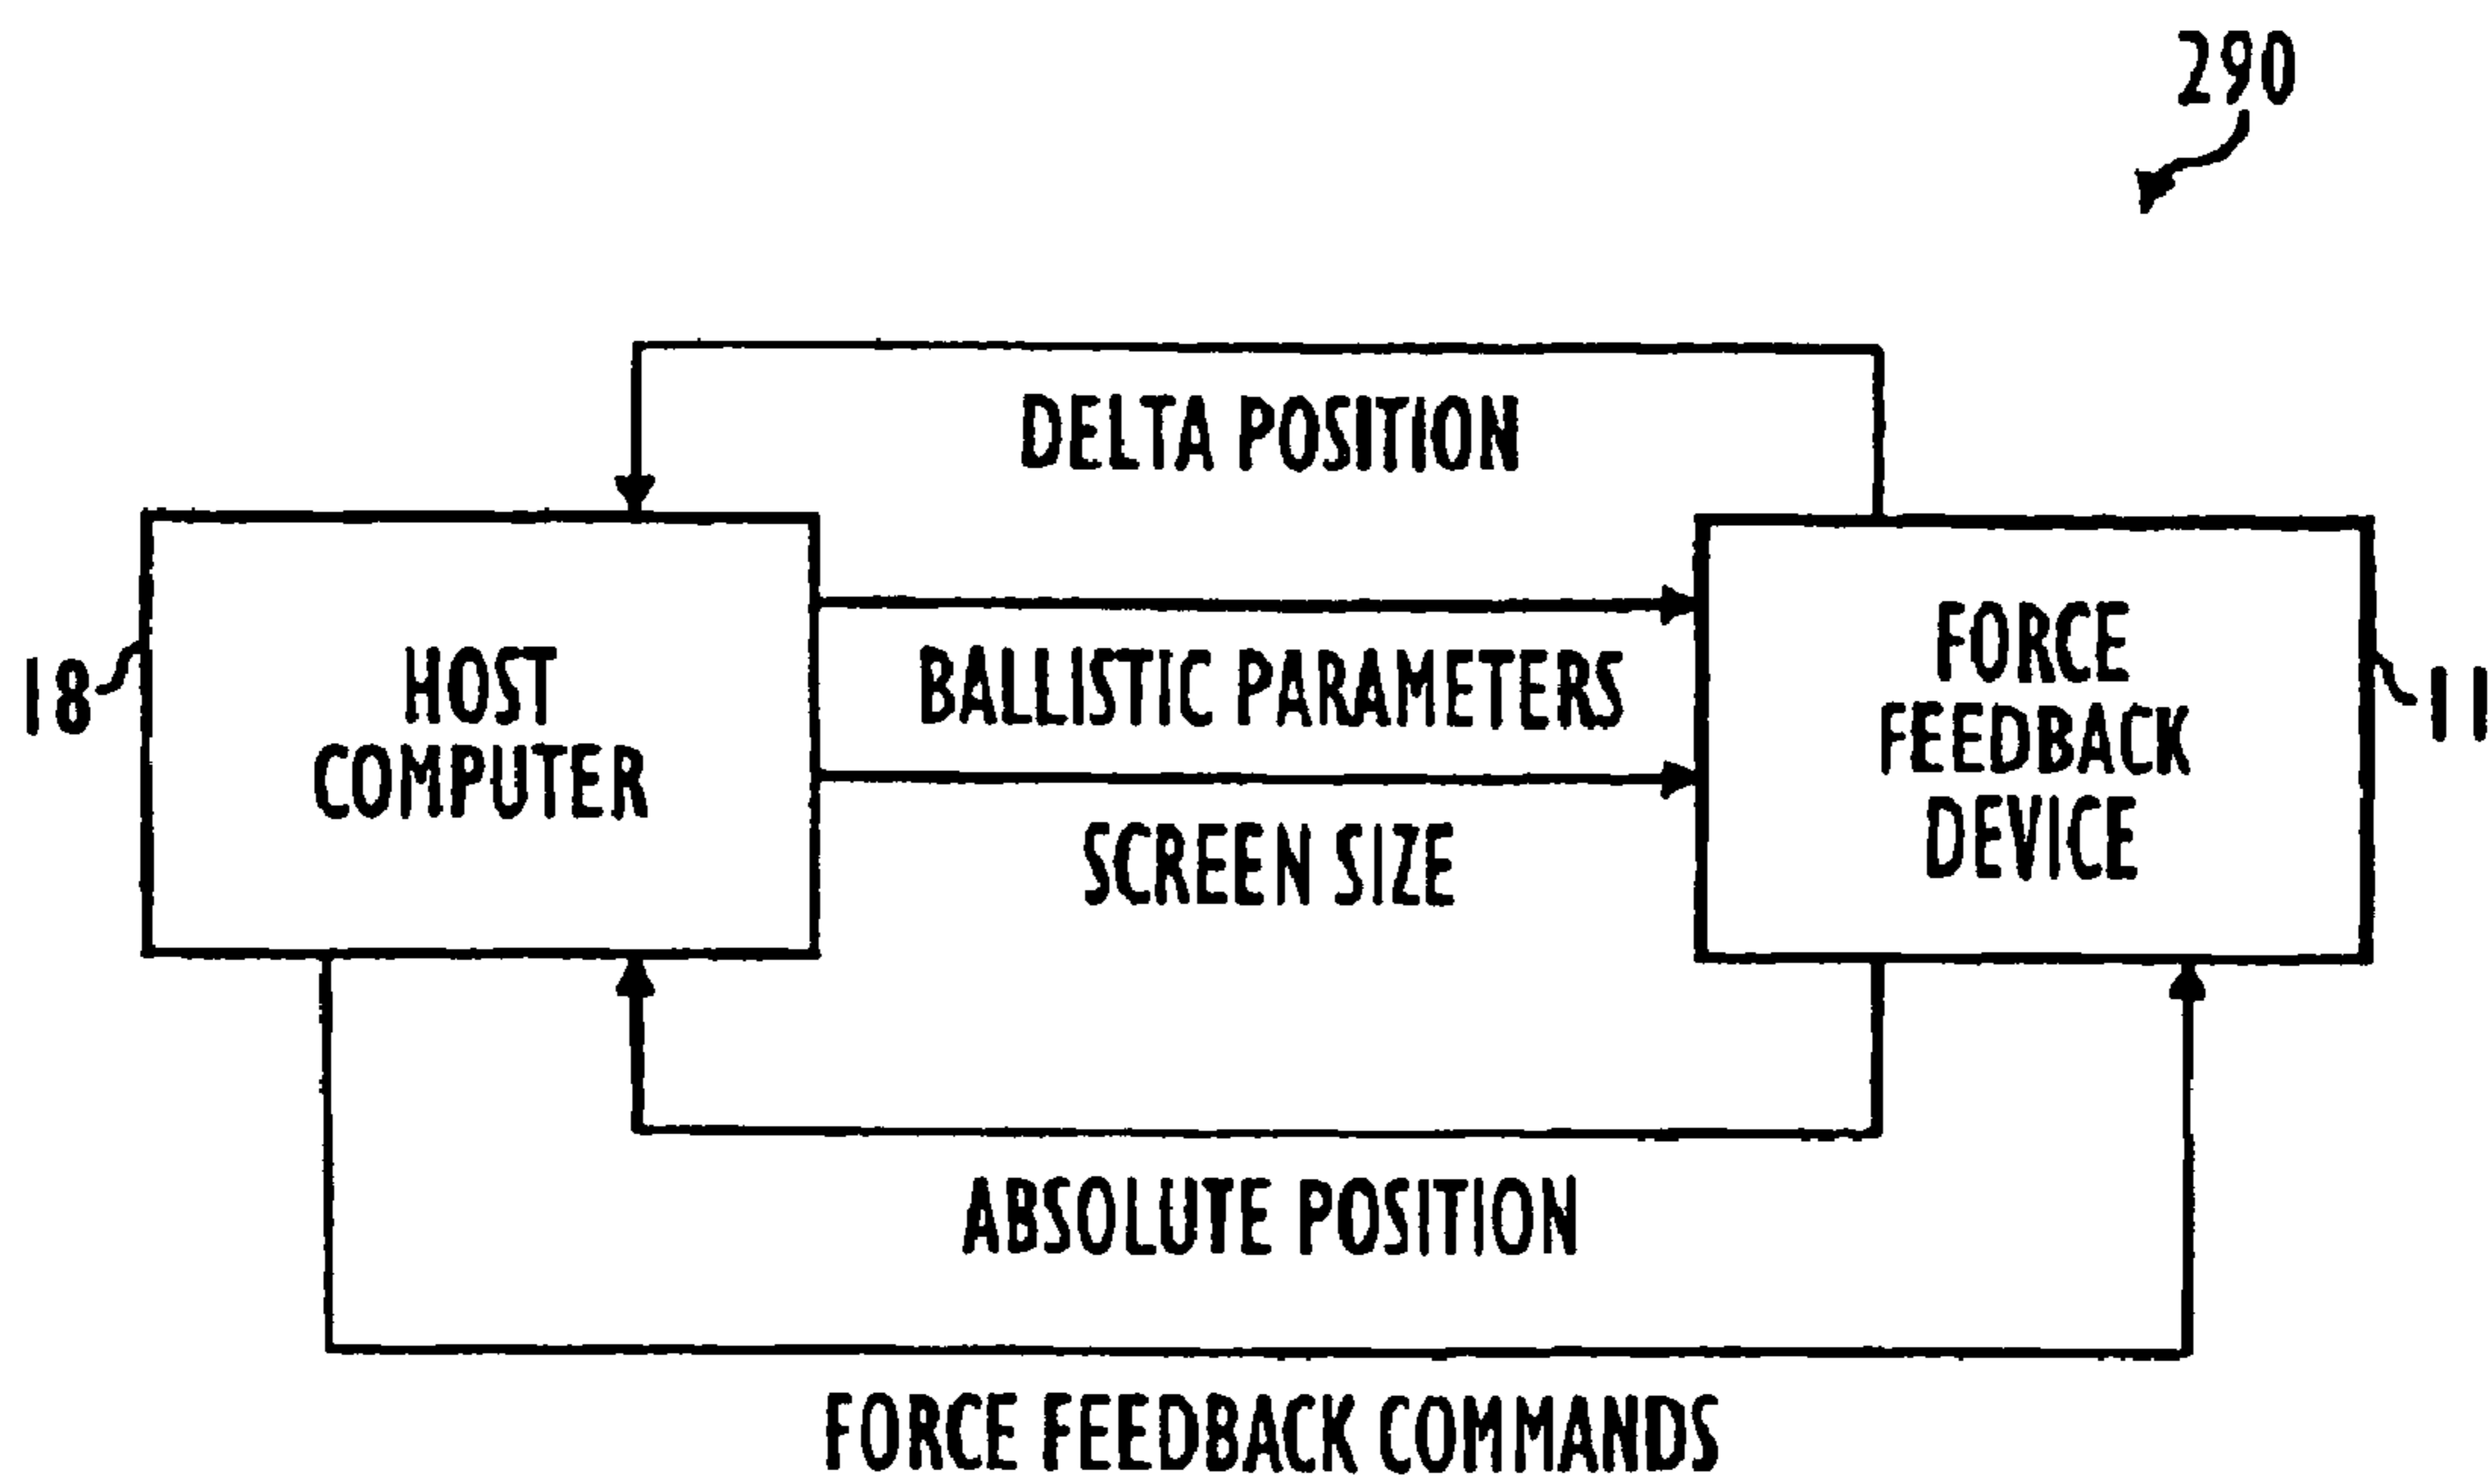 290
DELTA POSITION
18
HOST
COMPUTER
BALLISTIC PARAMETERS
SCREEN SIZE
FORCE
FEEDBACK
DEVICE
11
ABSOLUTE POSITION
FORCE FEEDBACK COMMANDS